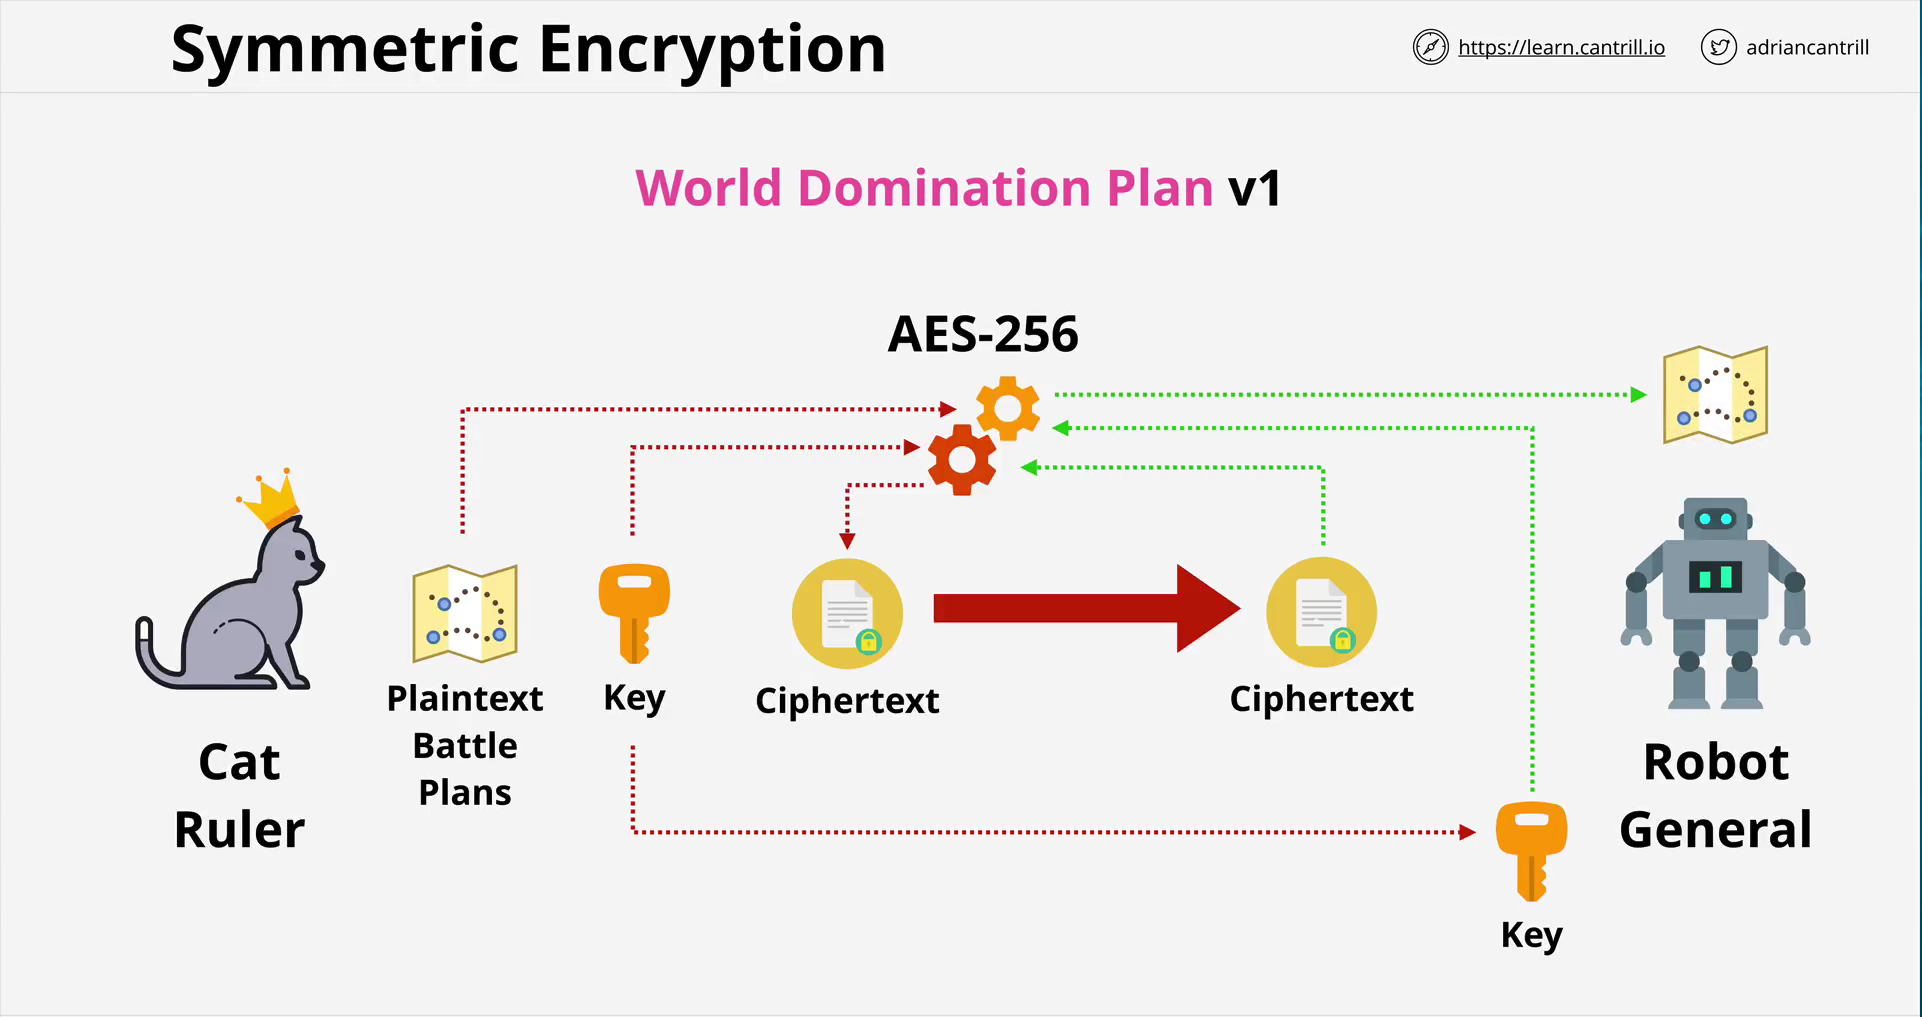 Symmetric Encryption
https://learn.cantrill.io
adriancantrill
World Domination Plan v1
AES-256
Plaintext
Battle
Plans
Key
Ciphertext
Ciphertext
Cat
Ruler
Robot
General
Key